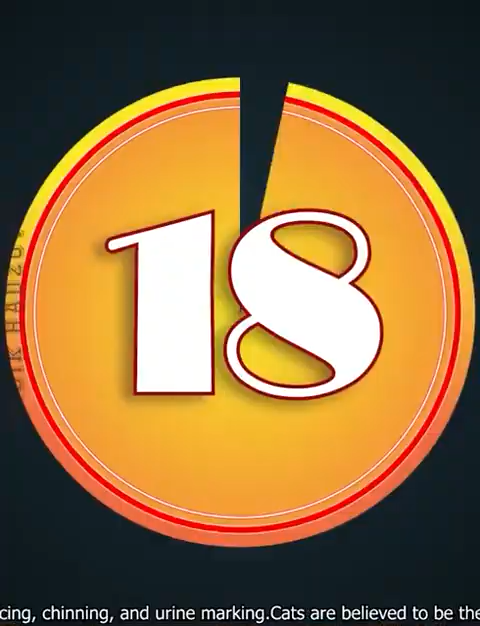 18
cing, chinning, and urine marking.Cats are believed to be the